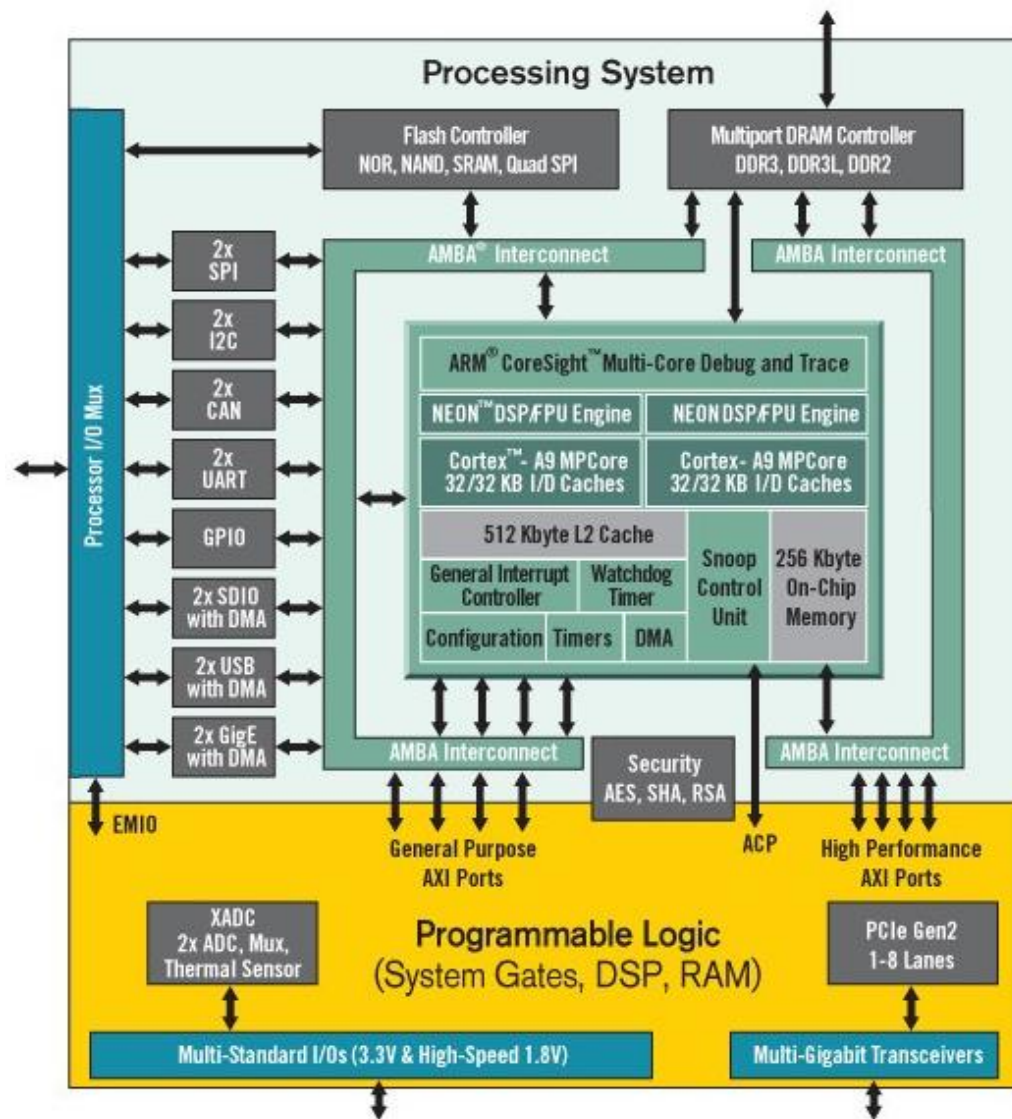 Processing System
Flash Controller
NOR, NAND, SRAM, Quad SPI
Multiport DRAM Controller
DDR3, DDR3L, DDR2
AMBA® Interconnect
AMBA Interconnect
Processor I/O Mux
2x
SPI
2x
I2C
2x
CAN
2x
UART
GPIO
2x SDIO
with DMA
2x USB
with DMA
2x GigE
with DMA
ARM® CoreSight™ Multi-Core Debug and Trace
NEON™ DSP/FPU Engine
NEON DSP/FPU Engine
Cortex™- A9 MPCore
32/32 KB I/D Caches
Cortex- A9 MPCore
32/32 KB I/D Caches
512 Kbyte L2 Cache
General Interrupt
Controller
Watchdog
Timer
Configuration
Timers
DMA
Snoop
Control
Unit
256 Kbyte
On-Chip
Memory
AMBA Interconnect
Security
AES, SHA, RSA
AMBA Interconnect
EMIO
General Purpose
AXI Ports
ACP
High Performance
AXI Ports
XADC
2x ADC, Mux,
Thermal Sensor
Programmable Logic
(System Gates, DSP, RAM)
PCIe Gen2
1-8 Lanes
Multi-Standard I/Os (3.3V & High-Speed 1.8V)
Multi-Gigabit Transceivers